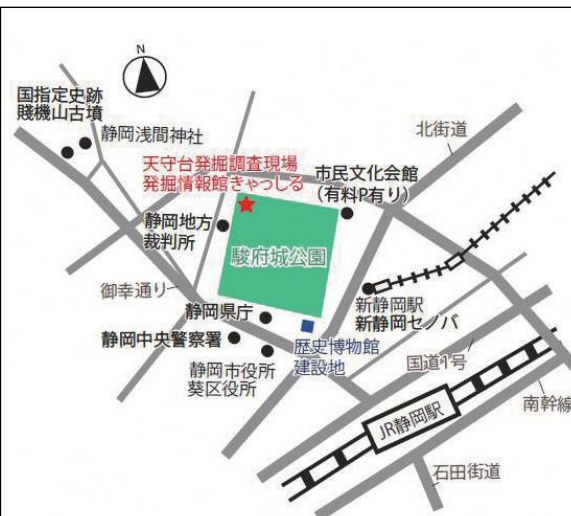 N
国指定史跡
賤機山古墳
静岡浅間神社
北街道
天守台発掘調査現場
発掘情報館きゃっしる
市民文化会館
(有料P有り)
静岡地方
裁判所
駿府城公園
御幸通り
新静岡駅
新静岡セノバ
静岡県庁
静岡中央警察署
歴史博物館
建設地
静岡市役所
葵区役所
国道1号
南幹線
JR静岡駅
石田街道